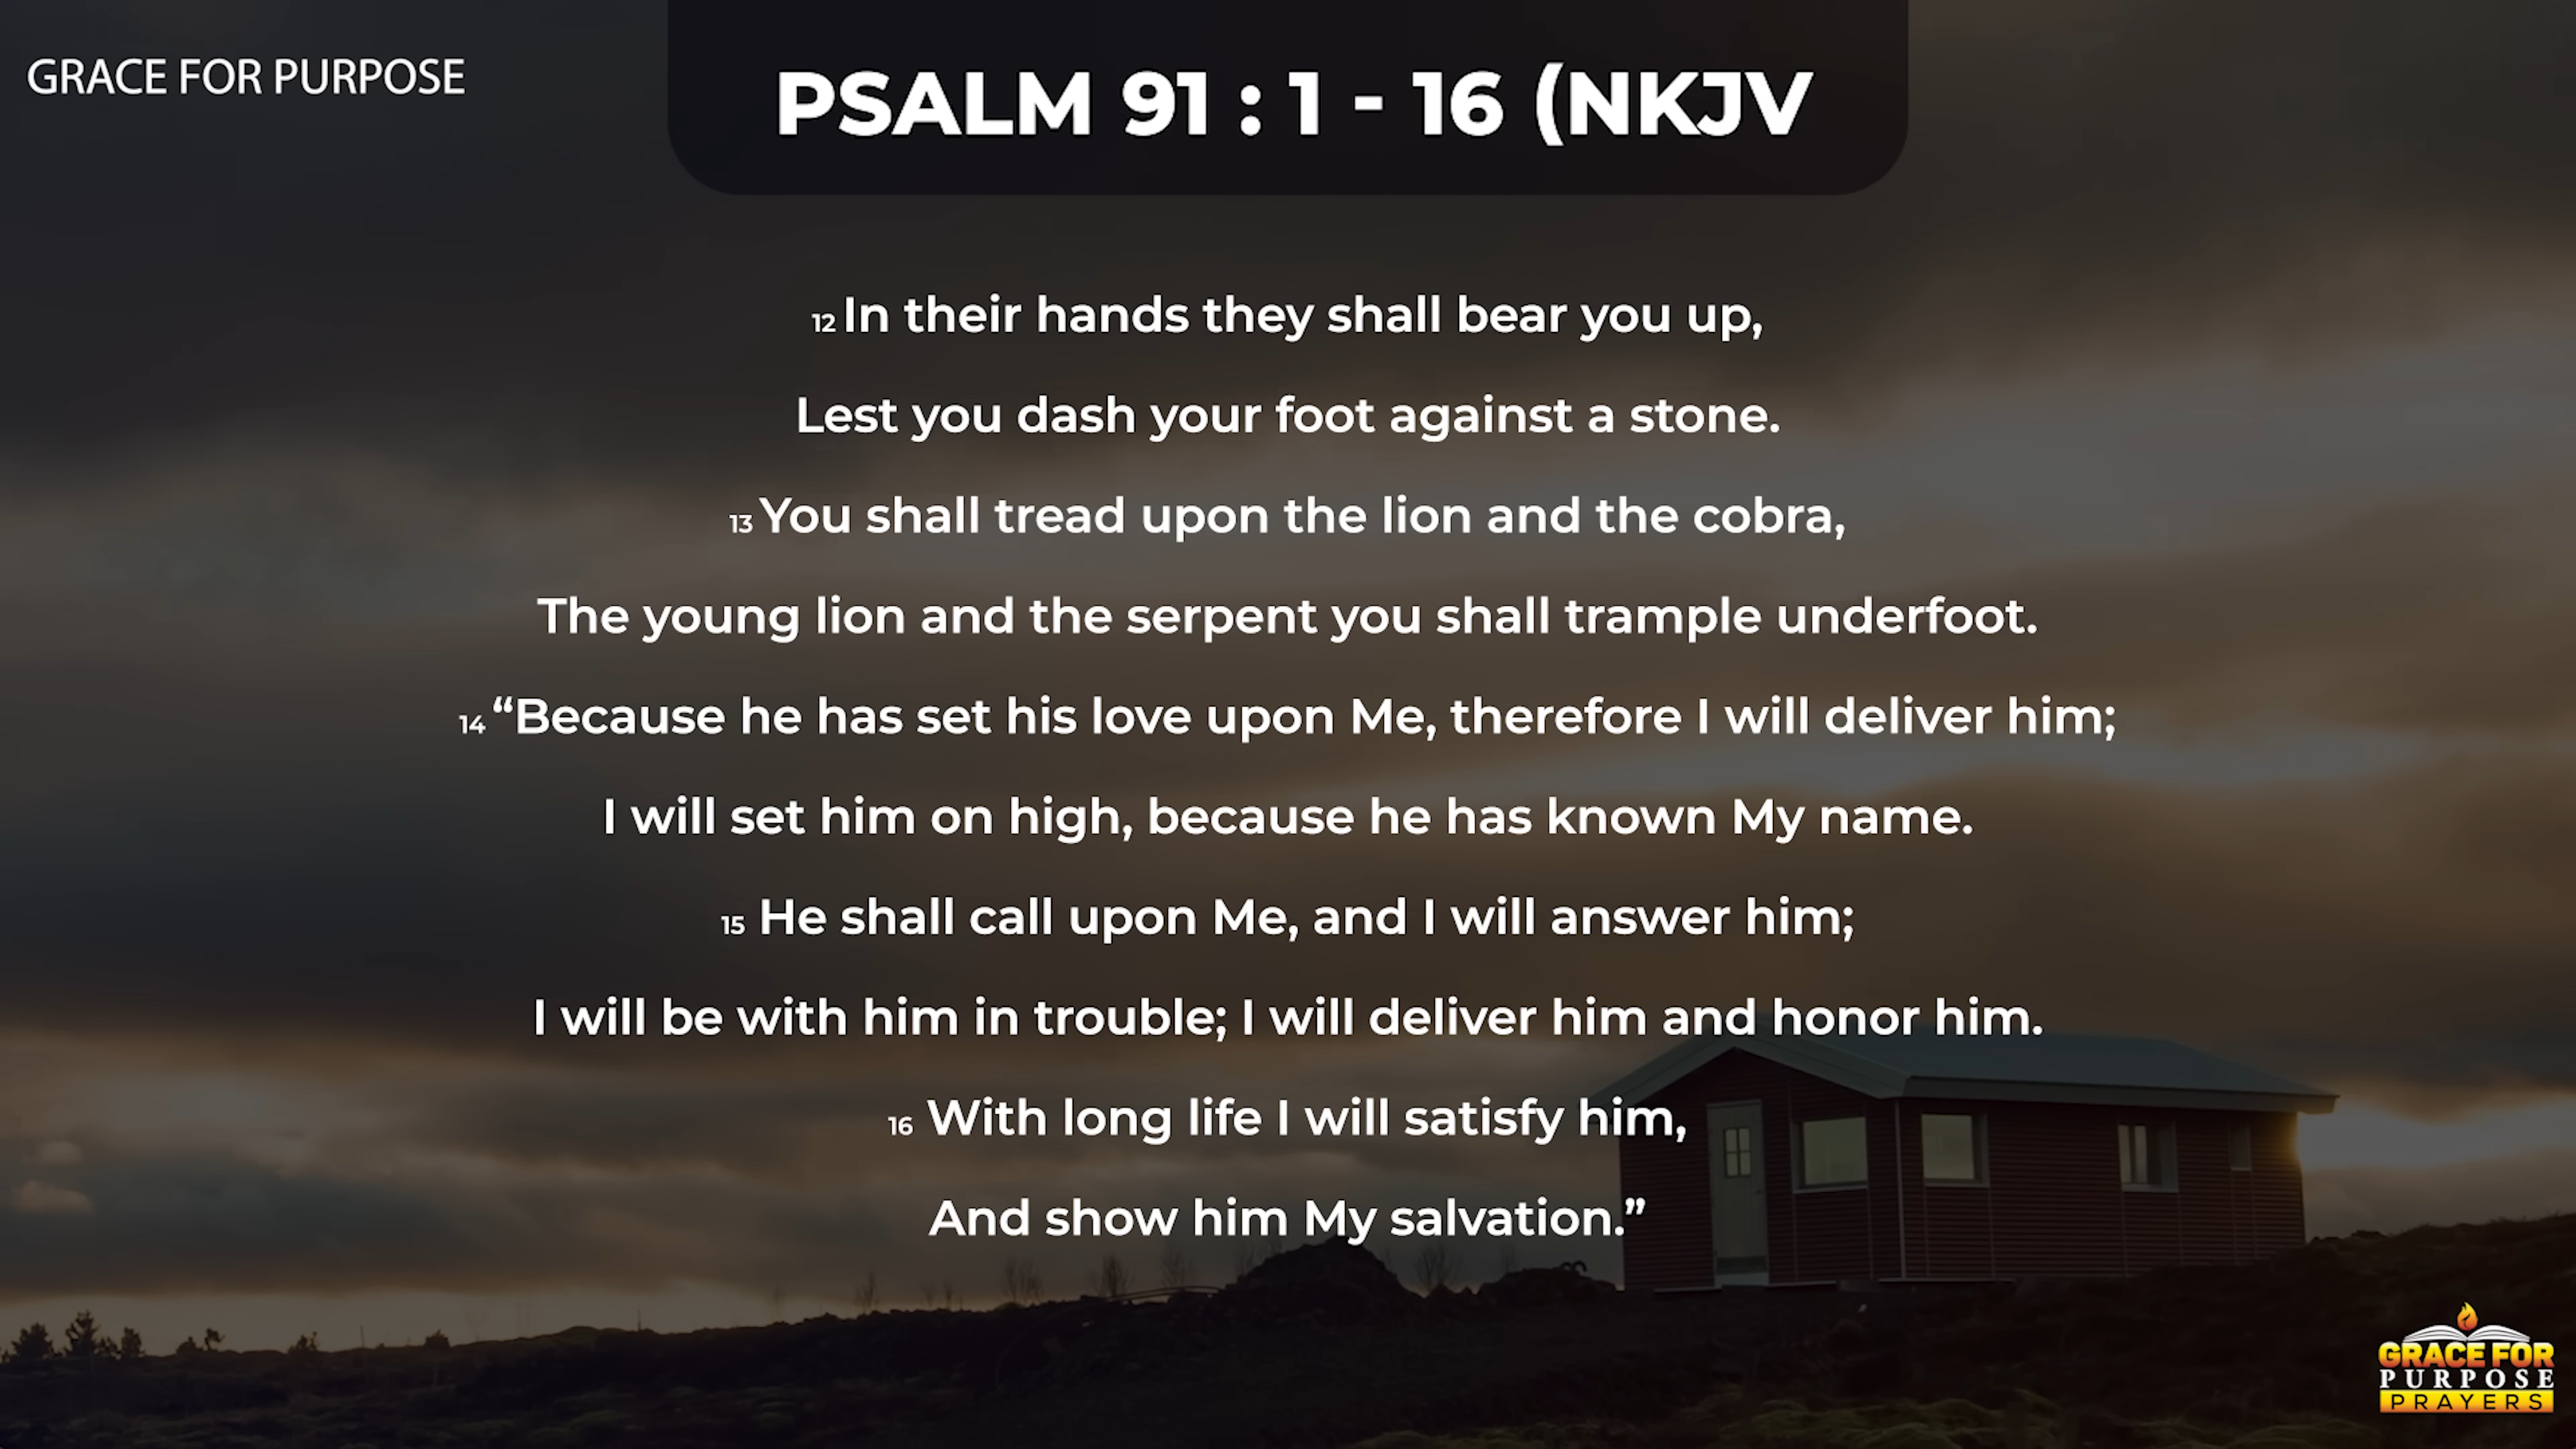 GRACE FOR PURPOSE
PSALM 91 : 1 - 16 (NKJV
12 In their hands they shall bear you up,
Lest you dash your foot against a stone.
13 You shall tread upon the lion and the cobra,
The young lion and the serpent you shall trample underfoot.
14 “Because he has set his love upon Me, therefore I will deliver him;
I will set him on high, because he has known My name.
15 He shall call upon Me, and I will answer him;
I will be with him in trouble; I will deliver him and honor him.
16 With long life I will satisfy him,
And show him My salvation.”
GRACE FOR
PURPOSE
PRAYERS